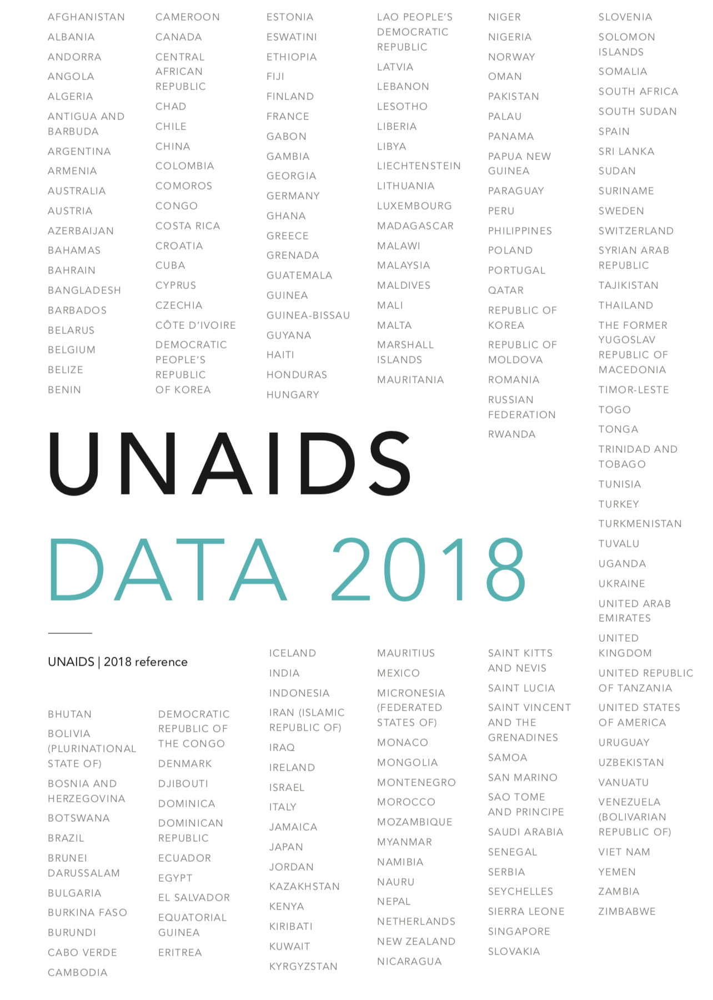 AFGHANISTAN
ALBANIA
ANDORRA
ANGOLA
ALGERIA
ANTIGUA AND
BARBUDA
ARGENTINA
ARMENIA
AUSTRALIA
AUSTRIA
AZERBAIJAN
BAHAMAS
BAHRAIN
BANGLADESH
BARBADOS
BELARUS
BELGIUM
BELIZE
BENIN
CAMEROON
CANADA
CENTRAL
AFRICAN
REPUBLIC
CHAD
CHILE
CHINA
COLOMBIA
COMOROS
CONGO
COSTA RICA
CROATIA
CUBA
CYPRUS
CZECHIA
CÔTE D’IVOIRE
DEMOCRATIC
PEOPLE’S
REPUBLIC
OF KOREA
ESTONIA
ESWATINI
ETHIOPIA
FIJI
FINLAND
FRANCE
GABON
GAMBIA
GEORGIA
GERMANY
GHANA
GREECE
GRENADA
GUATEMALA
GUINEA
GUINEA-BISSAU
GUYANA
HAITI
HONDURAS
HUNGARY
LAO PEOPLE’S
DEMOCRATIC
REPUBLIC
LATVIA
LEBANON
LESOTHO
LIBERIA
LIBYA
LIECHTENSTEIN
LITHUANIA
LUXEMBOURG
MADAGASCAR
MALAWI
MALAYSIA
MALDIVES
MALI
MALTA
MARSHALL
ISLANDS
MAURITANIA
NIGER
NIGERIA
NORWAY
OMAN
PAKISTAN
PALAU
PANAMA
PAPUA NEW
GUINEA
PARAGUAY
PERU
PHILIPPINES
POLAND
PORTUGAL
QATAR
REPUBLIC OF
KOREA
REPUBLIC OF
MOLDOVA
ROMANIA
RUSSIAN
FEDERATION
RWANDA
SLOVENIA
SOLOMON
ISLANDS
SOMALIA
SOUTH AFRICA
SOUTH SUDAN
SPAIN
SRI LANKA
SUDAN
SURINAME
SWEDEN
SWITZERLAND
SYRIAN ARAB
REPUBLIC
TAJIKISTAN
THAILAND
THE FORMER
YUGOSLAV
REPUBLIC OF
MACEDONIA
TIMOR-LESTE
TOGO
TONGA
TRINIDAD AND
TOBAGO
TUNISIA
TURKEY
TURKMENISTAN
TUVALU
UGANDA
UKRAINE
UNITED ARAB
EMIRATES
UNITED
KINGDOM
UNITED REPUBLIC
OF TANZANIA
UNITED STATES
OF AMERICA
URUGUAY
UZBEKISTAN
VANUATU
VENEZUELA
(BOLIVARIAN
REPUBLIC OF)
VIET NAM
YEMEN
ZAMBIA
ZIMBABWE
UNAIDS
DATA 2018
UNAIDS | 2018 reference
BHUTAN
BOLIVIA
(PLURINATIONAL
STATE OF)
BOSNIA AND
HERZEGOVINA
BOTSWANA
BRAZIL
BRUNEI
DARUSSALAM
BULGARIA
BURKINA FASO
BURUNDI
CABO VERDE
CAMBODIA
DEMOCRATIC
REPUBLIC OF
THE CONGO
DENMARK
DJIBOUTI
DOMINICA
DOMINICAN
REPUBLIC
ECUADOR
EGYPT
EL SALVADOR
EQUATORIAL
GUINEA
ERITREA
ICELAND
INDIA
INDONESIA
IRAN (ISLAMIC
REPUBLIC OF)
IRAQ
IRELAND
ISRAEL
ITALY
JAMAICA
JAPAN
JORDAN
KAZAKHSTAN
KENYA
KIRIBATI
KUWAIT
KYRGYZSTAN
MAURITIUS
MEXICO
MICRONESIA
(FEDERATED
STATES OF)
MONACO
MONGOLIA
MONTENEGRO
MOROCCO
MOZAMBIQUE
MYANMAR
NAMIBIA
NAURU
NEPAL
NETHERLANDS
NEW ZEALAND
NICARAGUA
SAINT KITTS
AND NEVIS
SAINT LUCIA
SAINT VINCENT
AND THE
GRENADINES
SAMOA
SAN MARINO
SAO TOME
AND PRINCIPE
SAUDI ARABIA
SENEGAL
SERBIA
SEYCHELLES
SIERRA LEONE
SINGAPORE
SLOVAKIA